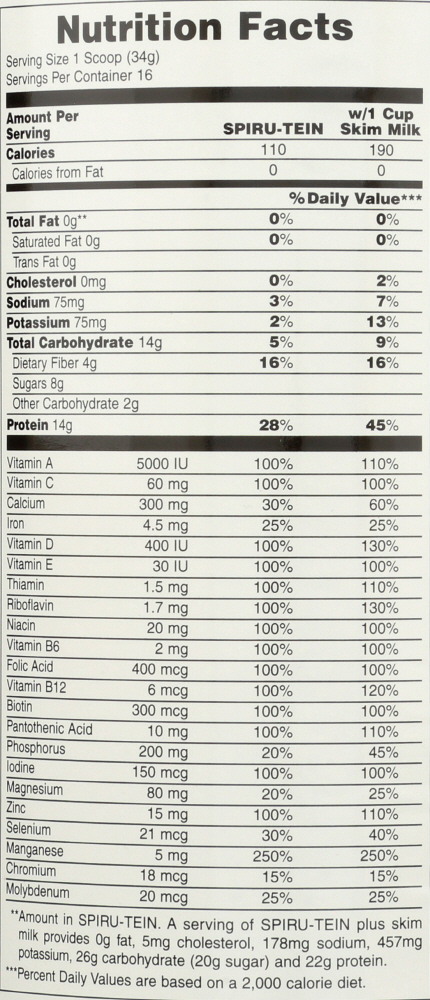 Nutrition Facts
Serving Size 1 Scoop (34g)
Servings Per Container 16
Amount Per Serving SPIRU-TEIN w/1 Cup Skim Milk
Calories 110 190
Calories from Fat 0 0
% Daily Value***
Total Fat 0g** 0% 0%
Saturated Fat 0g 0% 0%
Trans Fat 0g
Cholesterol 0mg 0% 2%
Sodium 75mg 3% 7%
Potassium 75mg 2% 13%
Total Carbohydrate 14g 5% 9%
Dietary Fiber 4g 16% 16%
Sugars 8g
Other Carbohydrate 2g
Protein 14g 28% 45%
Vitamin A 5000 IU 100% 110%
Vitamin C 60 mg 100% 100%
Calcium 300 mg 30% 60%
Iron 4.5 mg 25% 25%
Vitamin D 400 IU 100% 130%
Vitamin E 30 IU 100% 100%
Thiamin 1.5 mg 100% 110%
Riboflavin 1.7 mg 100% 130%
Niacin 20 mg 100% 100%
Vitamin B6 2 mg 100% 100%
Folic Acid 400 mcg 100% 100%
Vitamin B12 6 mcg 100% 120%
Biotin 300 mcg 100% 100%
Pantothenic Acid 10 mg 100% 110%
Phosphorus 200 mg 20% 45%
Iodine 150 mcg 100% 100%
Magnesium 80 mg 20% 25%
Zinc 15 mg 100% 110%
Selenium 21 mcg 30% 40%
Manganese 5 mg 250% 250%
Chromium 18 mcg 15% 15%
Molybdenum 20 mcg 25% 25%
**Amount in SPIRU-TEIN. A serving of SPIRU-TEIN plus skim
milk provides 0g fat, 5mg cholesterol, 178mg sodium, 457mg
potassium, 26g carbohydrate (20g sugar) and 22g protein.
***Percent Daily Values are based on a 2,000 calorie diet.